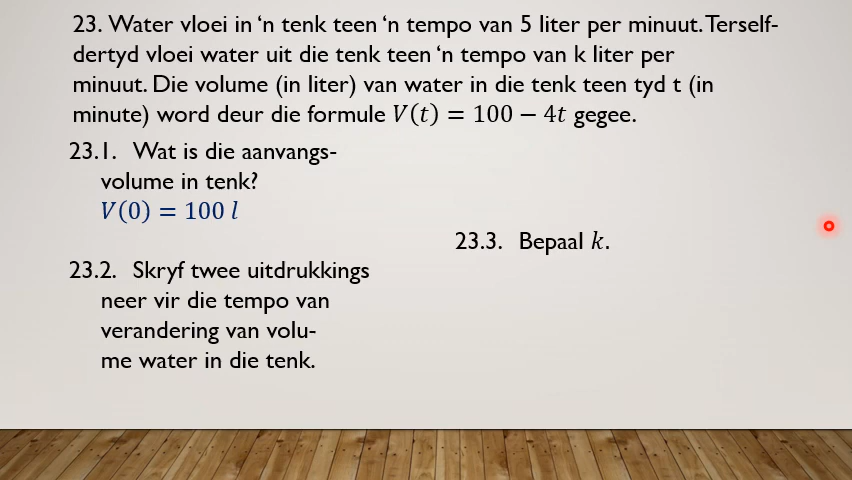 23. Water vloei in ‘n tenk teen ‘n tempo van 5 liter per minuut. Terself-
dertyd vloei water uit die tenk teen ‘n tempo van k liter per
minuut. Die volume (in liter) van water in die tenk teen tyd t (in
minute) word deur die formule V(t) = 100 − 4t gegee.
23.1. Wat is die aanvangs-
volume in tenk?
V(0) = 100 l
23.2. Skryf twee uitdrukkings
neer vir die tempo van
verandering van volu-
me water in die tenk.
23.3. Bepaal k.